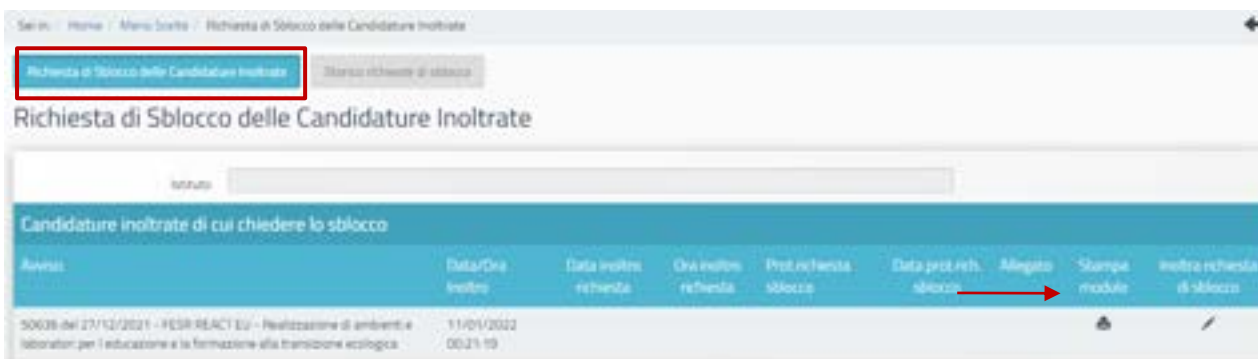 Sei in: / Home / Menu Scelte / Richiesta di Sblocco delle Candidature Inoltrate
Richiesta di Sblocco delle Candidature Inoltrate
Storico richieste di sblocco
Richiesta di Sblocco delle Candidature Inoltrate
Istituto
Candidature inoltrate di cui chiedere lo sblocco
Avviso
Data/Ora
Inoltro
Data inoltro
richiesta
Ora inoltro
richiesta
Prot.richiesta
sblocco
Data prot.rich.
sblocco
Allegato
Stampa
modulo
Inoltra richiesta
di sblocco
50636 del 27/12/2021 - FESR REACT EU - Realizzazione di ambienti e
laboratori per l educazione e la formazione alla transizione ecologica
11/01/2022
00:21:19